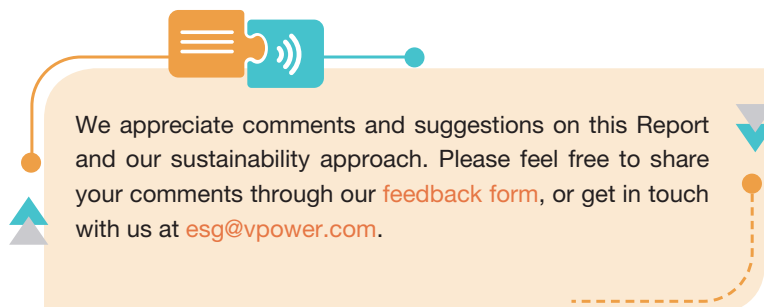 We appreciate comments and suggestions on this Report
and our sustainability approach. Please feel free to share
your comments through our feedback form, or get in touch
with us at esg@vpower.com.